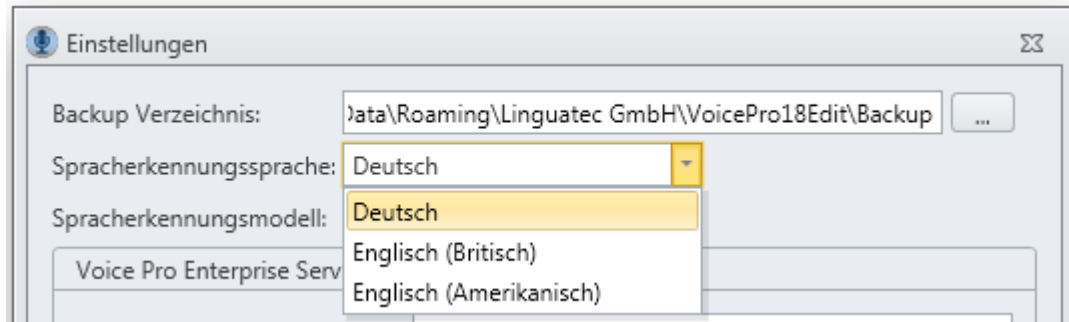 Einstellungen
Backup Verzeichnis: Data\Roaming\Linguatec GmbH\VoicePro18Edit\Backup ...
Spracherkennungssprache: Deutsch
Spracherkennungsmodell: Deutsch
Englisch (Britisch)
Voice Pro Enterprise Serv
Englisch (Amerikanisch)